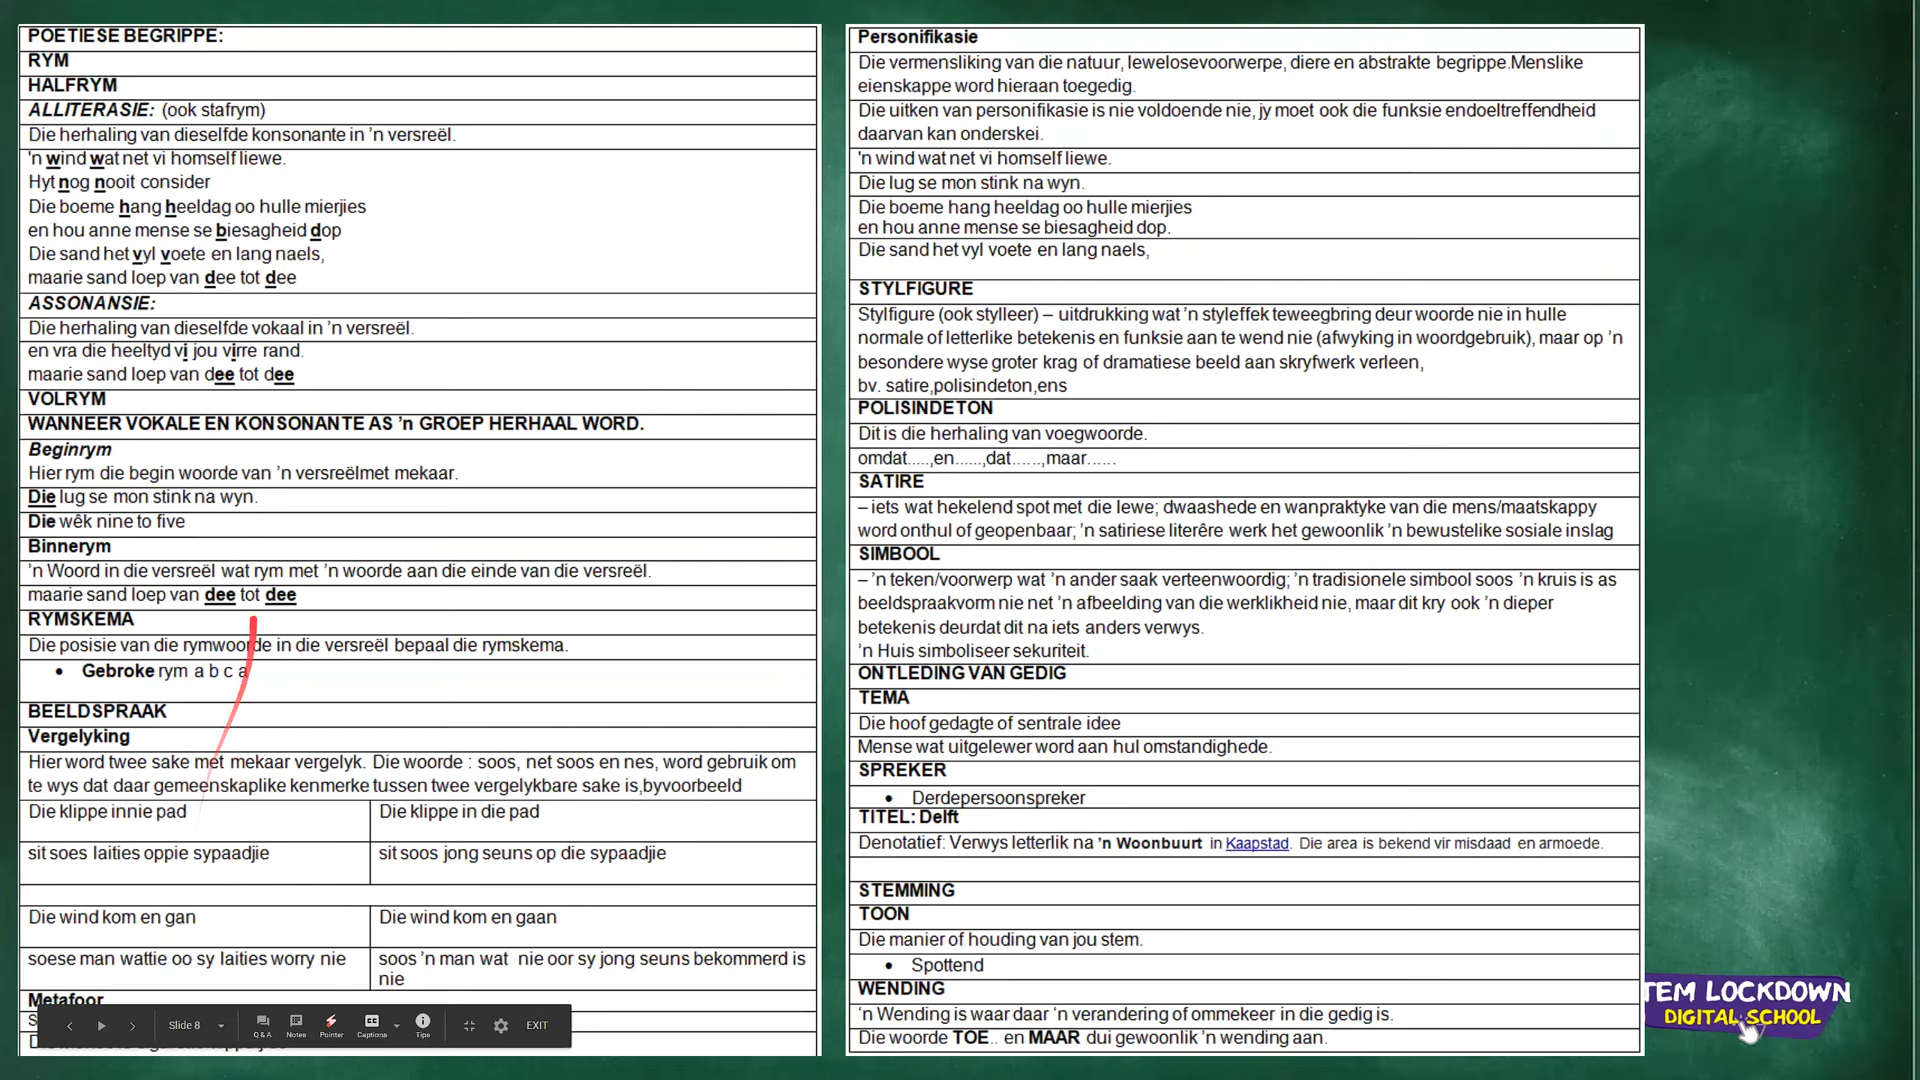 POETIESE BEGRIPPE:
RYM
HALFRYM
ALLITERASIE: (ook stafrym)
Die herhaling van dieselfde konsonante in ’n versreël.
'n wind wat net vi homself liewe.
Hyt nog nooit consider
Die boeme hang heeldag oo hulle mierjies
en hou anne mense se biesagheid dop
Die sand het vyl voete en lang naels,
maarie sand loep van dee tot dee
ASSONANSIE:
Die herhaling van dieselfde vokaal in ’n versreël.
en vra die heeltyd vi jou virre rand.
maarie sand loep van dee tot dee
VOLRYM
WANNEER VOKALE EN KONSONANTE AS ’n GROEP HERHAAL WORD.
Beginrym
Hier rym die begin woorde van ’n versreëlmet mekaar.
Die lug se mon stink na wyn.
Die wêk nine to five
Binnerym
’n Woord in die versreël wat rym met ’n woorde aan die einde van die versreël.
maarie sand loep van dee tot dee
RYMSKEMA
Die posisie van die rymwoorde in die versreël bepaal die rymskema.
• Gebroke rym a b c a
BEELDSPRAAK
Vergelyking
Hier word twee sake met mekaar vergelyk. Die woorde : soos, net soos en nes, word gebruik om
te wys dat daar gemeenskaplike kenmerke tussen twee vergelykbare sake is,byvoorbeeld
Die klippe innie pad Die klippe in die pad
sit soes laities oppie sypaadjie sit soos jong seuns op die sypaadjie
Die wind kom en gan Die wind kom en gaan
soese man wattie oo sy laities worry nie soos ’n man wat nie oor sy jong seuns bekommerd is
nie
Metafoor
Slide 8 Q & A Notes Pointer Captions Tips EXIT
Personifikasie
Die vermensliking van die natuur, lewelosevoorwerpe, diere en abstrakte begrippe.Menslike
eienskappe word hieraan toegedig.
Die uitken van personifikasie is nie voldoende nie, jy moet ook die funksie endoeltreffendheid
daarvan kan onderskei.
'n wind wat net vi homself liewe.
Die lug se mon stink na wyn.
Die boeme hang heeldag oo hulle mierjies
en hou anne mense se biesagheid dop.
Die sand het vyl voete en lang naels,
STYLFIGURE
Stylfigure (ook stylleer) – uitdrukking wat ’n styleffek teweegbring deur woorde nie in hulle
normale of letterlike betekenis en funksie aan te wend nie (afwyking in woordgebruik), maar op ’n
besondere wyse groter krag of dramatiese beeld aan skryfwerk verleen,
bv. satire,polisindeton,ens
POLISINDETON
Dit is die herhaling van voegwoorde.
omdat.....,en......,dat......,maar......
SATIRE
– iets wat hekelend spot met die lewe; dwaashede en wanpraktyke van die mens/maatskappy
word onthul of geopenbaar; ’n satiriese literêre werk het gewoonlik ’n bewustelike sosiale inslag
SIMBOOL
– ’n teken/voorwerp wat ’n ander saak verteenwoordig; ’n tradisionele simbool soos ’n kruis is as
beeldspraakvorm nie net ’n afbeelding van die werklikheid nie, maar dit kry ook ’n dieper
betekenis deurdat dit na iets anders verwys.
’n Huis simboliseer sekuriteit.
ONTLEDING VAN GEDIG
TEMA
Die hoof gedagte of sentrale idee
Mense wat uitgelewer word aan hul omstandighede.
SPREKER
• Derdepersoonspreker
TITEL: Delft
Denotatief: Verwys letterlik na ’n Woonbuurt in Kaapstad. Die area is bekend vir misdaad en armoede.
STEMMING
TOON
Die manier of houding van jou stem.
• Spottend
WENDING
‘n Wending is waar daar ‘n verandering of ommekeer in die gedig is.
Die woorde TOE.. en MAAR dui gewoonlik ’n wending aan.
TEM LOCKDOWN
DIGITAL SCHOOL